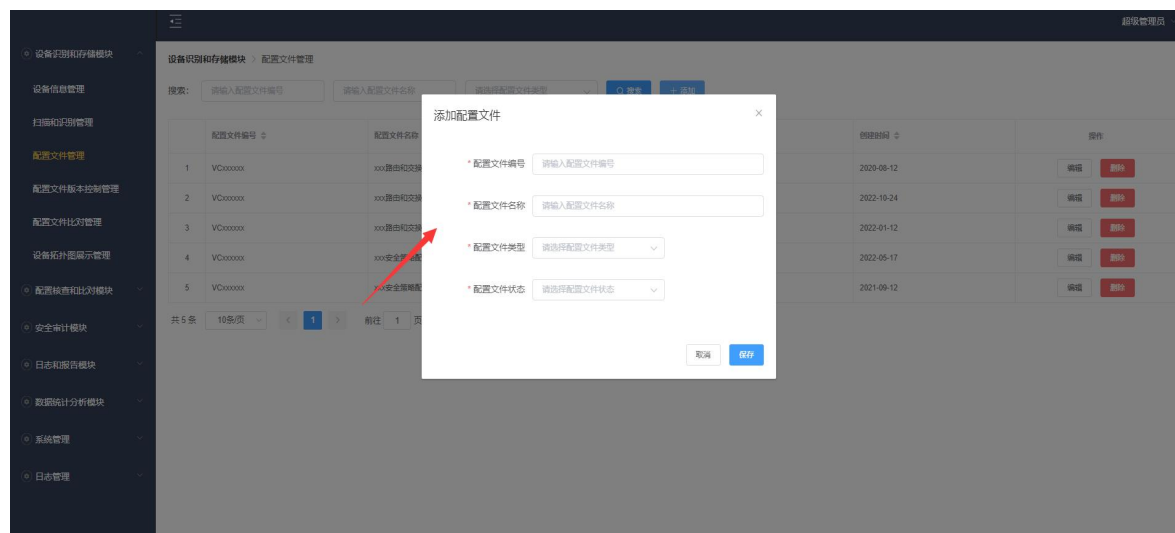 超级管理员
设备识别和存储模块
设备信息管理
扫描和识别管理
配置文件管理
配置文件版本控制管理
配置文件比对管理
设备拓扑图展示管理
配置核查和比对模块
安全审计模块
日志和报告模块
数据统计分析模块
系统管理
日志管理
设备识别和存储模块 > 配置文件管理
搜索: 请输入配置文件编号 请输入配置文件名称 请选择配置文件类型 搜索 + 添加
配置文件编号 配置文件名称 创建时间 操作
1 VCxxxxxx xxx路由和交换 2020-08-12 编辑 删除
2 VCxxxxxx xxx路由和交换 2022-10-24 编辑 删除
3 VCxxxxxx xxx路由和交换 2022-01-12 编辑 删除
4 VCxxxxxx xxx安全策略配 2022-05-17 编辑 删除
5 VCxxxxxx xxx安全策略配 2021-09-12 编辑 删除
共 5 条 10条/页 < 1 > 前往 1 页
添加配置文件 ×
* 配置文件编号 请输入配置文件编号
* 配置文件名称 请输入配置文件名称
* 配置文件类型 请选择配置文件类型
* 配置文件状态 请选择配置文件状态
取消 保存